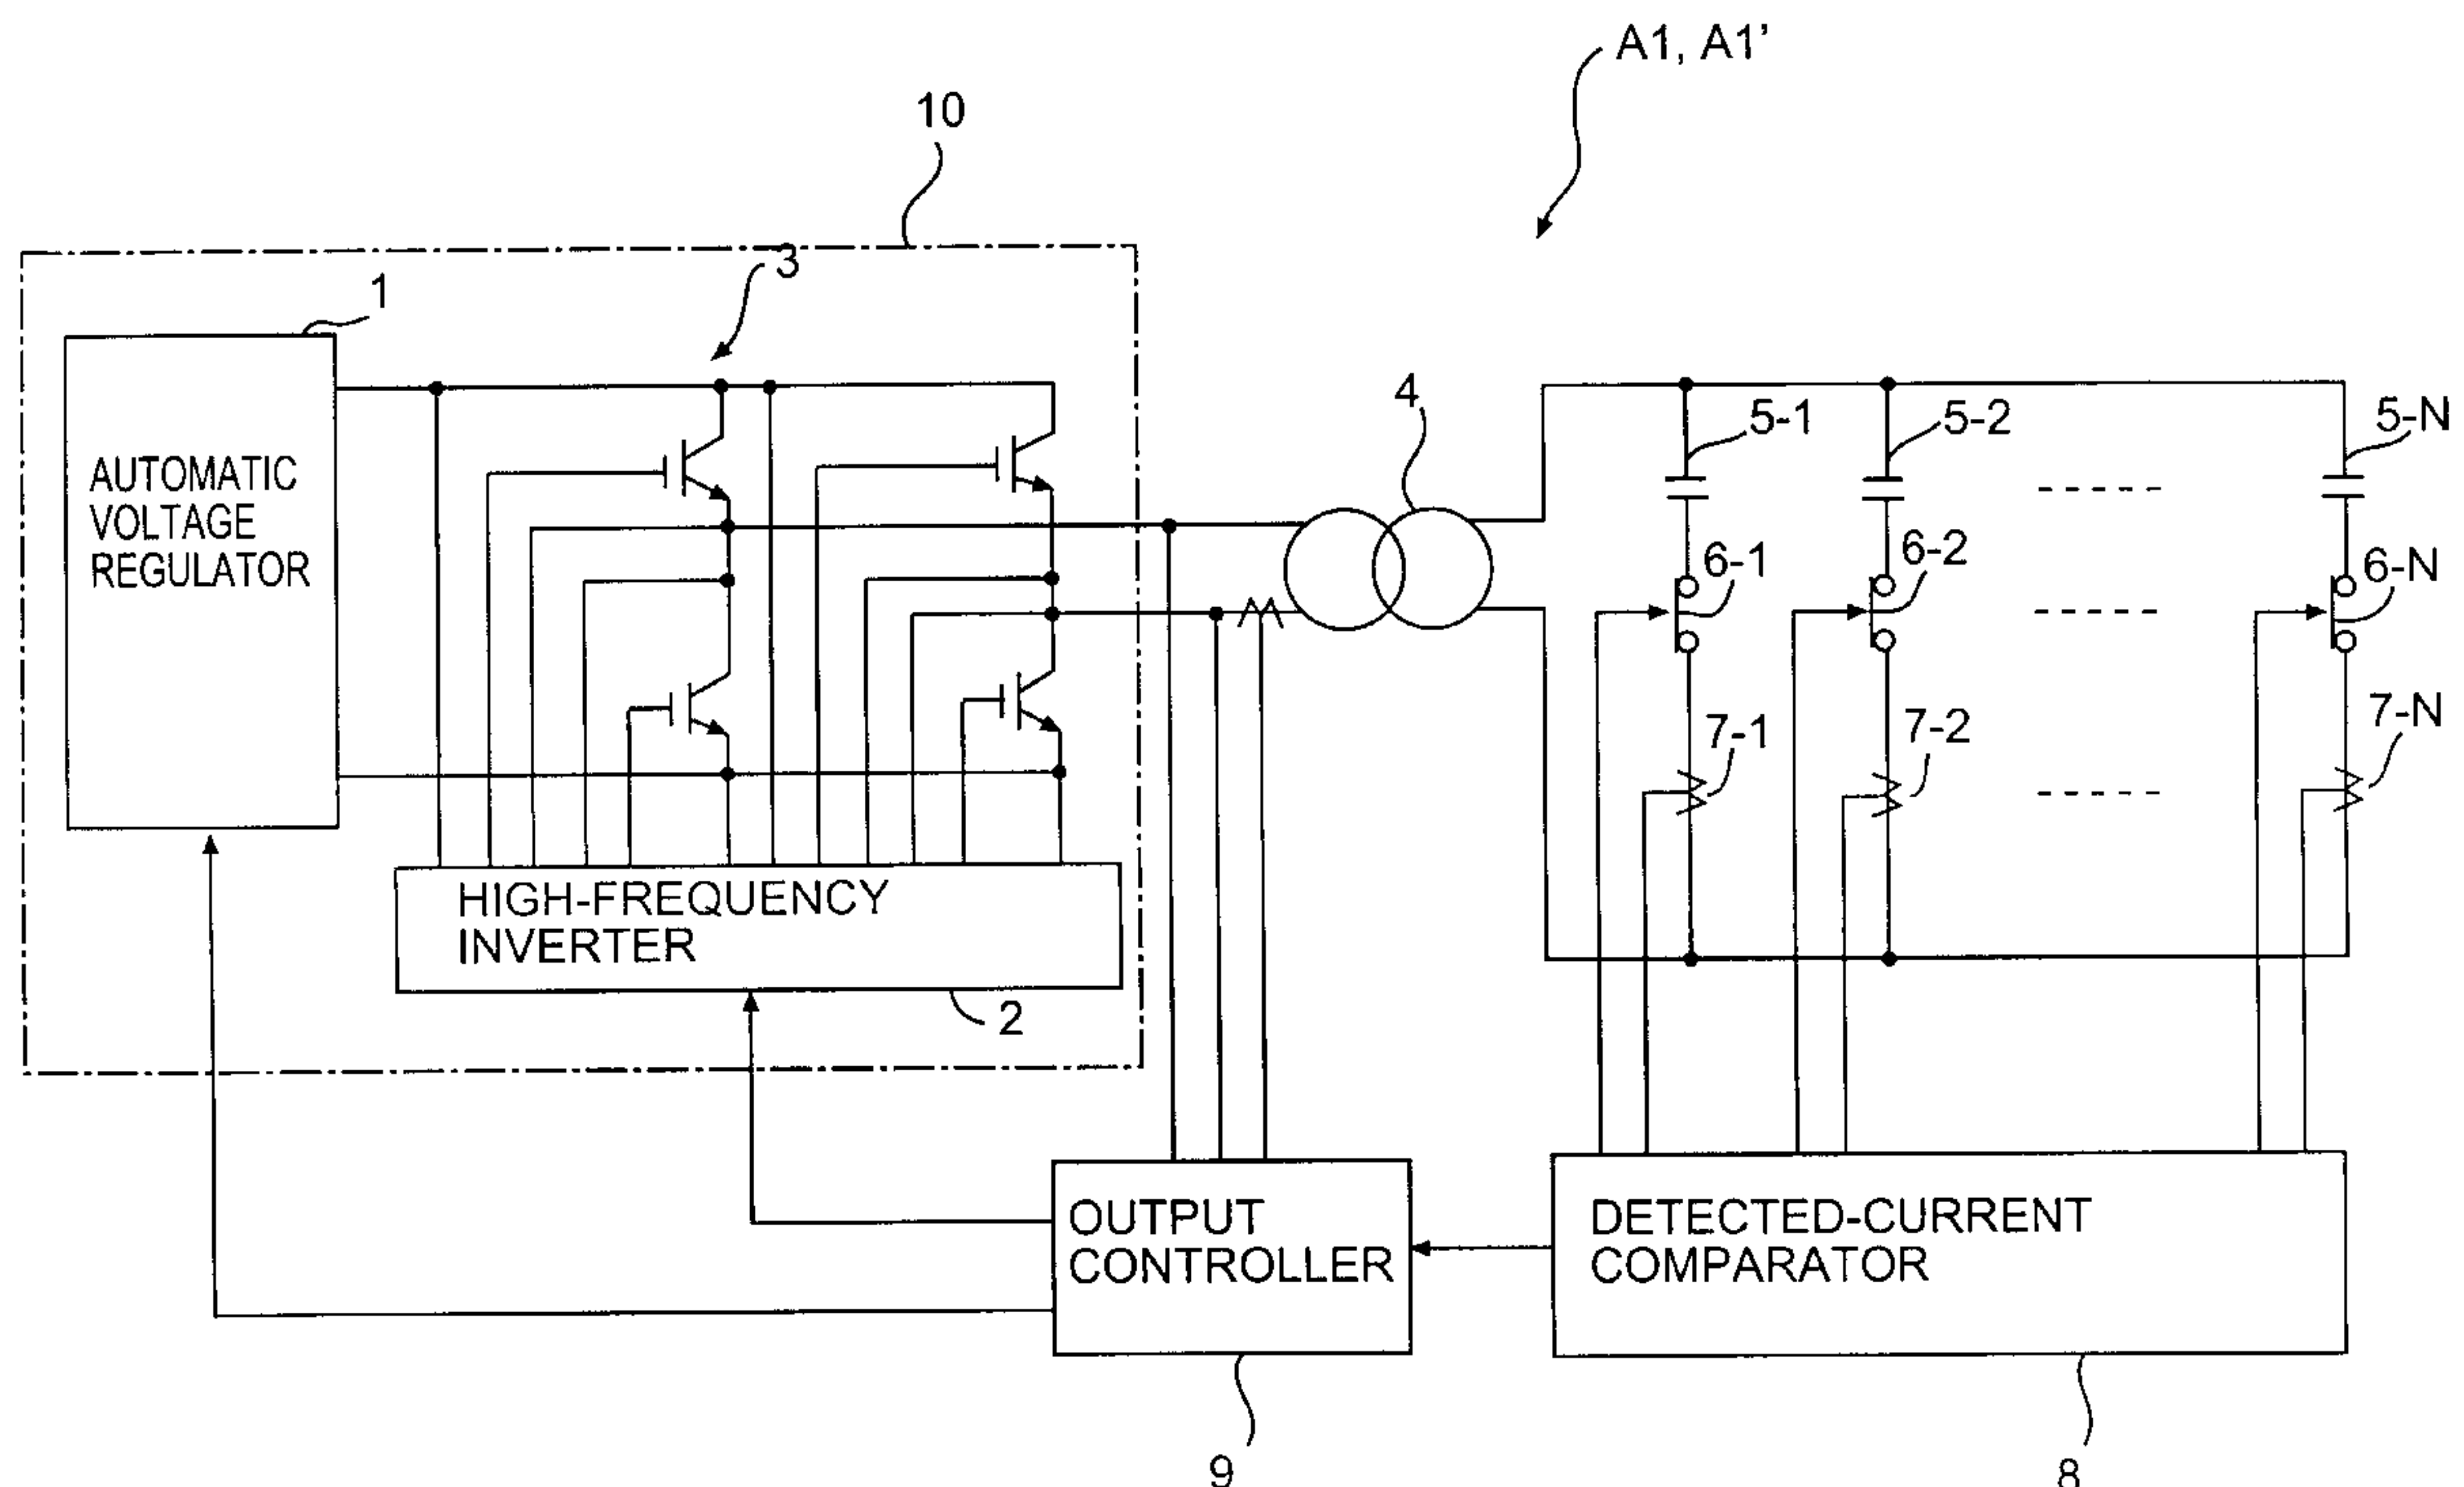 A1, A1'
10
3
1
4
5-1
5-2
5-N
AUTOMATIC
VOLTAGE
REGULATOR
6-1
6-2
6-N
7-1
7-2
7-N
HIGH-FREQUENCY
INVERTER
2
OUTPUT
CONTROLLER
DETECTED-CURRENT
COMPARATOR
9
8